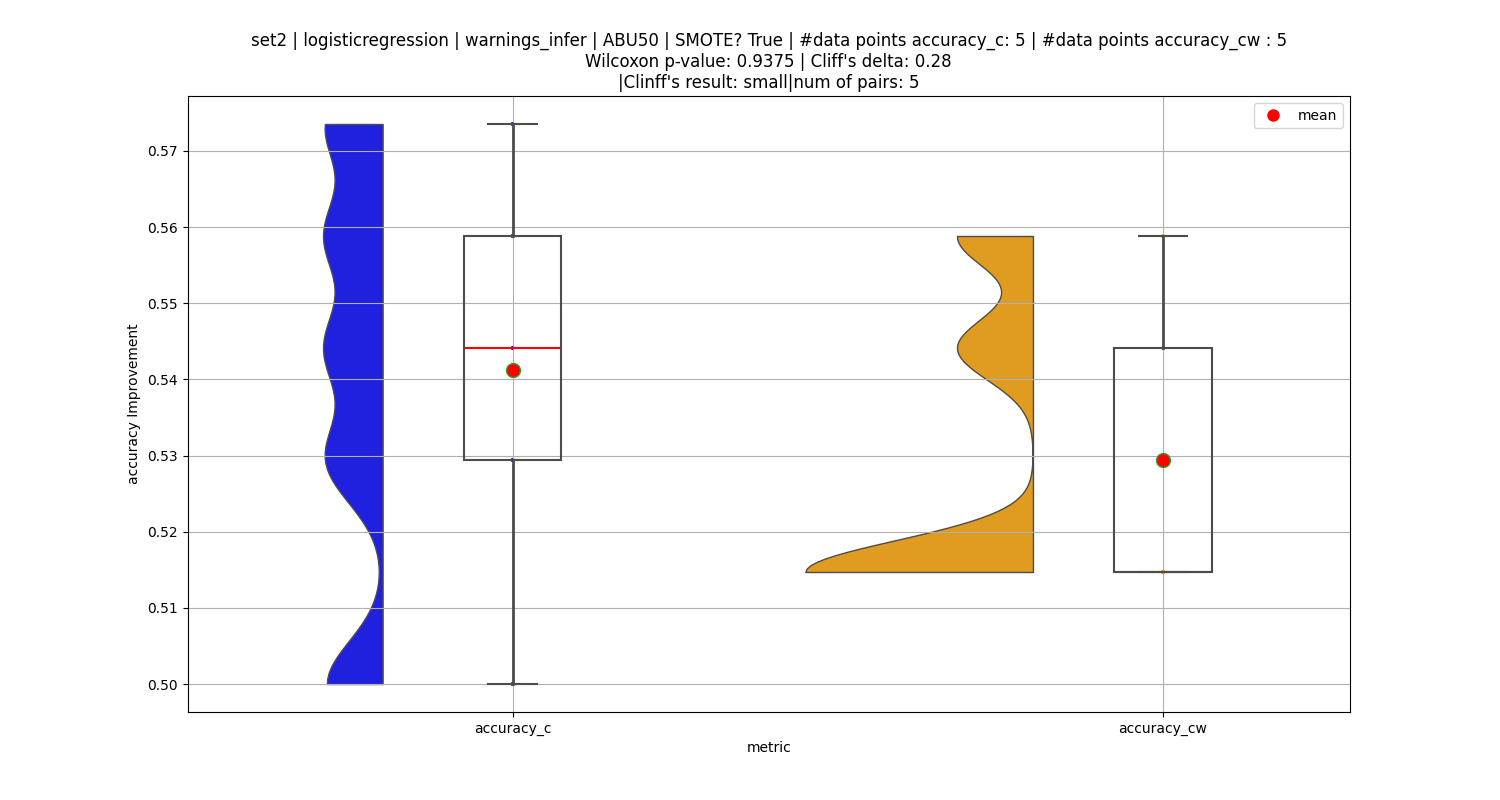 set2 | logisticregression | warnings_infer | ABU50 | SMOTE? True | #data points accuracy_c: 5 | #data points accuracy_cw : 5
Wilcoxon p-value: 0.9375 | Cliff's delta: 0.28
|Clinff's result: small|num of pairs: 5
mean
0.57
0.56
0.55
0.54
0.53
0.52
0.51
0.50
accuracy Improvement
accuracy_c
accuracy_cw
metric